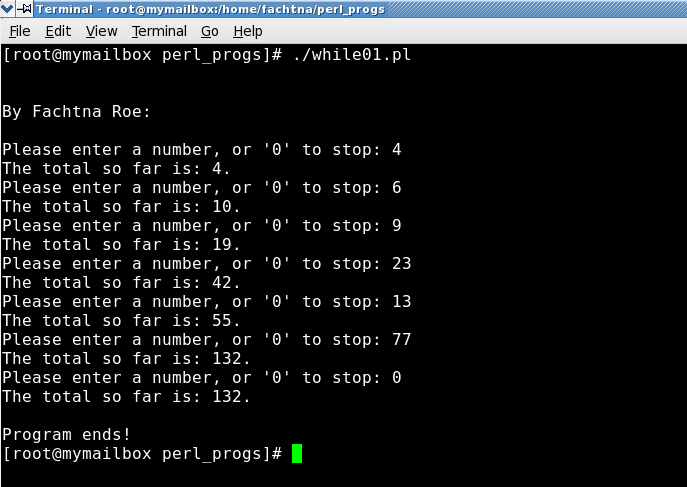 Terminal - root@mymailbox:/home/fachtna/perl_progs
File Edit View Terminal Go Help
[root@mymailbox perl_progs]# ./while01.pl
By Fachtna Roe:
Please enter a number, or '0' to stop: 4
The total so far is: 4.
Please enter a number, or '0' to stop: 6
The total so far is: 10.
Please enter a number, or '0' to stop: 9
The total so far is: 19.
Please enter a number, or '0' to stop: 23
The total so far is: 42.
Please enter a number, or '0' to stop: 13
The total so far is: 55.
Please enter a number, or '0' to stop: 77
The total so far is: 132.
Please enter a number, or '0' to stop: 0
The total so far is: 132.
Program ends!
[root@mymailbox perl_progs]#